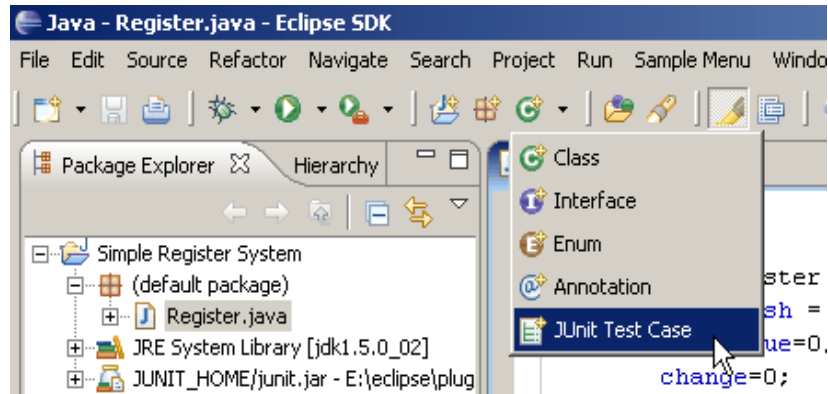 Java - Register.java - Eclipse SDK
File Edit Source Refactor Navigate Search Project Run Sample Menu Windo
Package Explorer Hierarchy
Class
Interface
Simple Register System
Enum
(default package)
Annotation
ster
Register.java
sh =
JUnit Test Case
JRE System Library [jdk1.5.0_02]
ue=0,
JUNIT_HOME/junit.jar - E:\eclipse\plug
change=0;